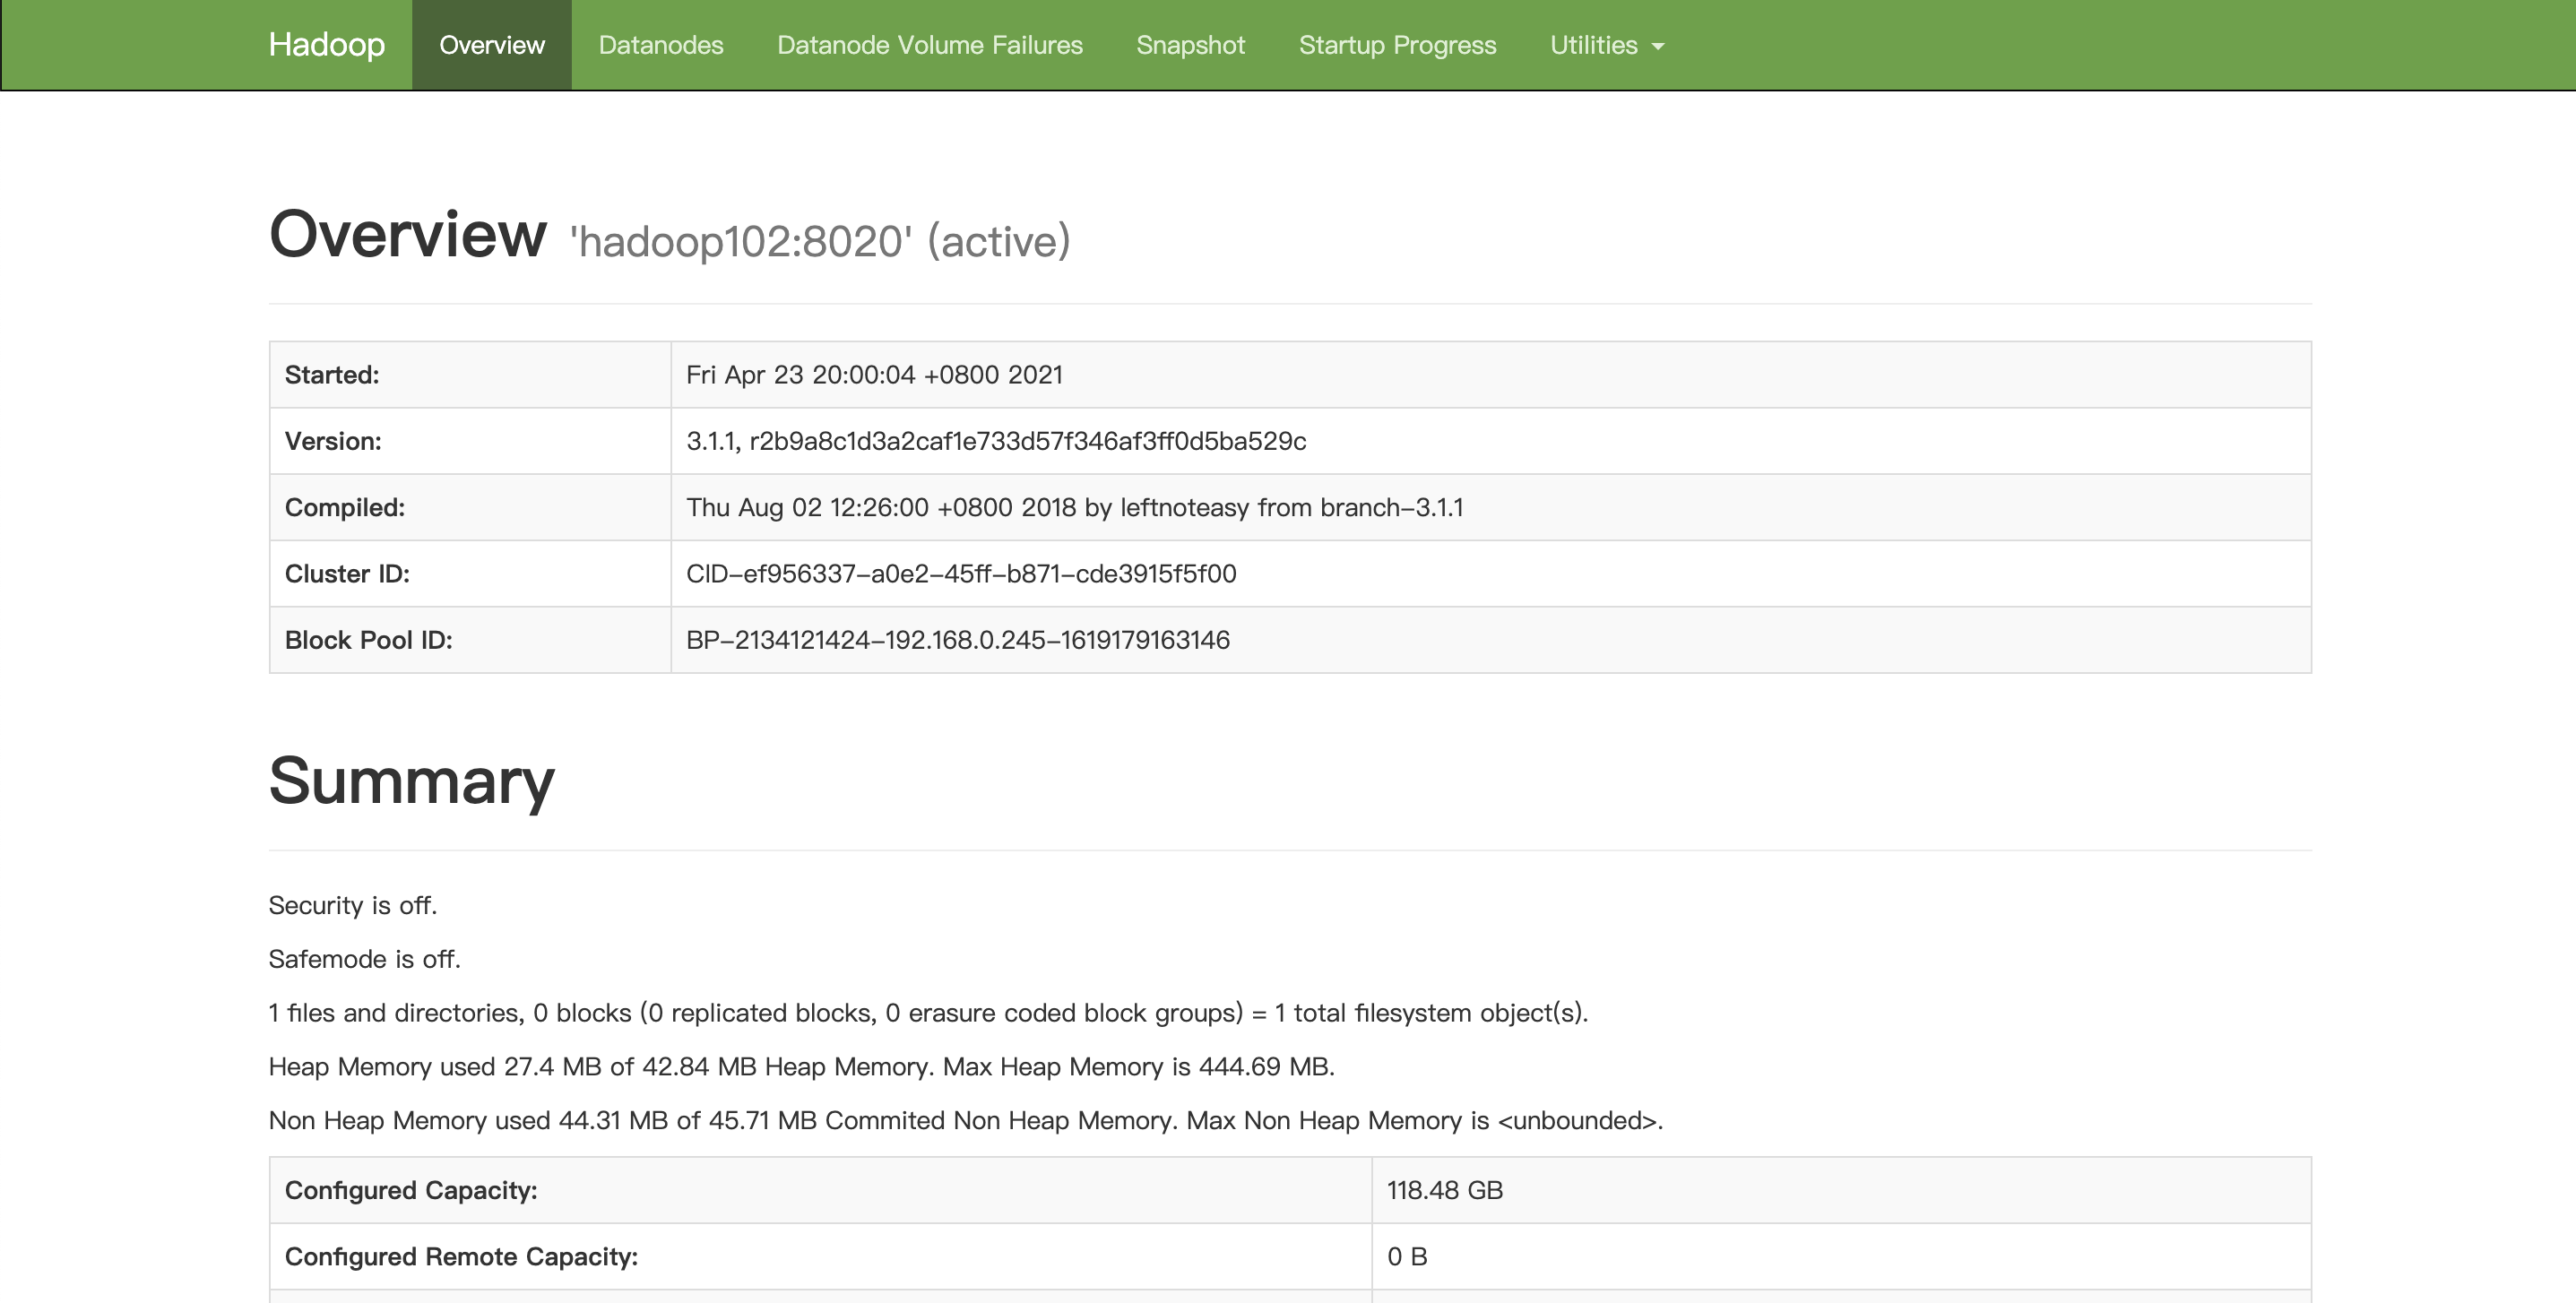 Hadoop Overview Datanodes Datanode Volume Failures Snapshot Startup Progress Utilities
Overview 'hadoop102:8020' (active)
Started: Fri Apr 23 20:00:04 +0800 2021
Version: 3.1.1, r2b9a8c1d3a2caf1e733d57f346af3ff0d5ba529c
Compiled: Thu Aug 02 12:26:00 +0800 2018 by leftnoteasy from branch-3.1.1
Cluster ID: CID-ef956337-a0e2-45ff-b871-cde3915f5f00
Block Pool ID: BP-2134121424-192.168.0.245-1619179163146
Summary
Security is off.
Safemode is off.
1 files and directories, 0 blocks (0 replicated blocks, 0 erasure coded block groups) = 1 total filesystem object(s).
Heap Memory used 27.4 MB of 42.84 MB Heap Memory. Max Heap Memory is 444.69 MB.
Non Heap Memory used 44.31 MB of 45.71 MB Commited Non Heap Memory. Max Non Heap Memory is <unbounded>.
Configured Capacity: 118.48 GB
Configured Remote Capacity: 0 B